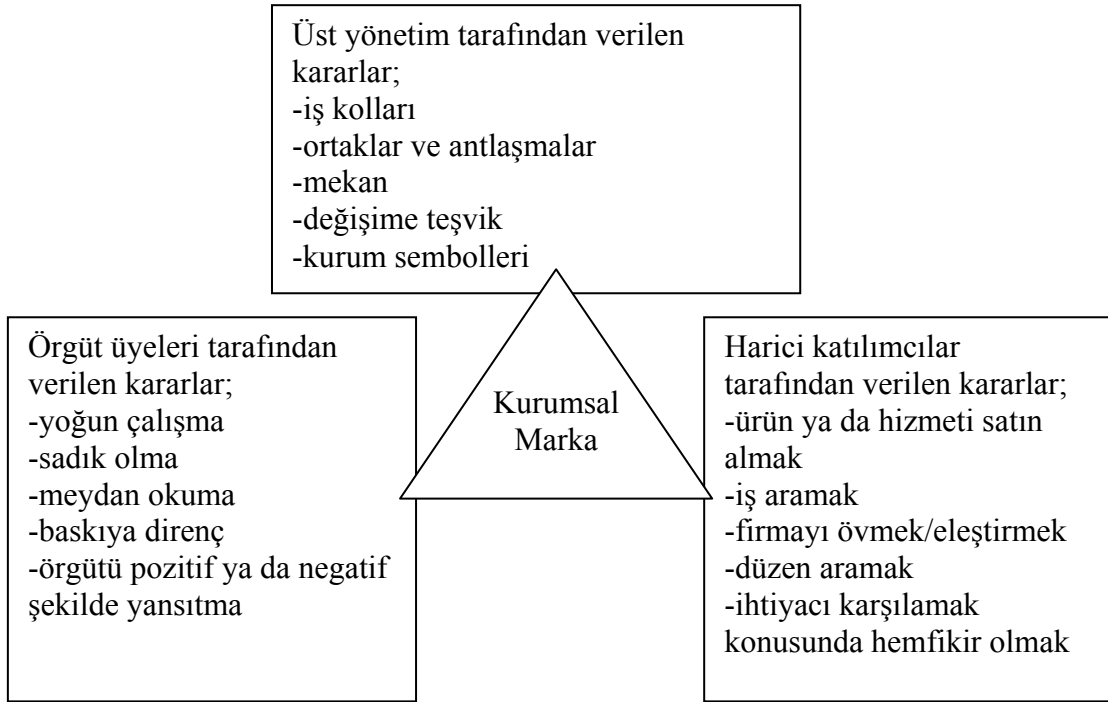 Üst yönetim tarafından verilen
kararlar;
-iş kolları
-ortaklar ve antlaşmalar
-mekan
-değişime teşvik
-kurum sembolleri
Örgüt üyeleri tarafından
verilen kararlar;
-yoğun çalışma
-sadık olma
-meydan okuma
-baskıya direnç
-örgütü pozitif ya da negatif
şekilde yansıtma
Kurumsal
Marka
Harici katılımcılar
tarafından verilen kararlar;
-ürün ya da hizmeti satın
almak
-iş aramak
-firmayı övmek/eleştirmek
-düzen aramak
-ihtiyacı karşılamak
konusunda hemfikir olmak